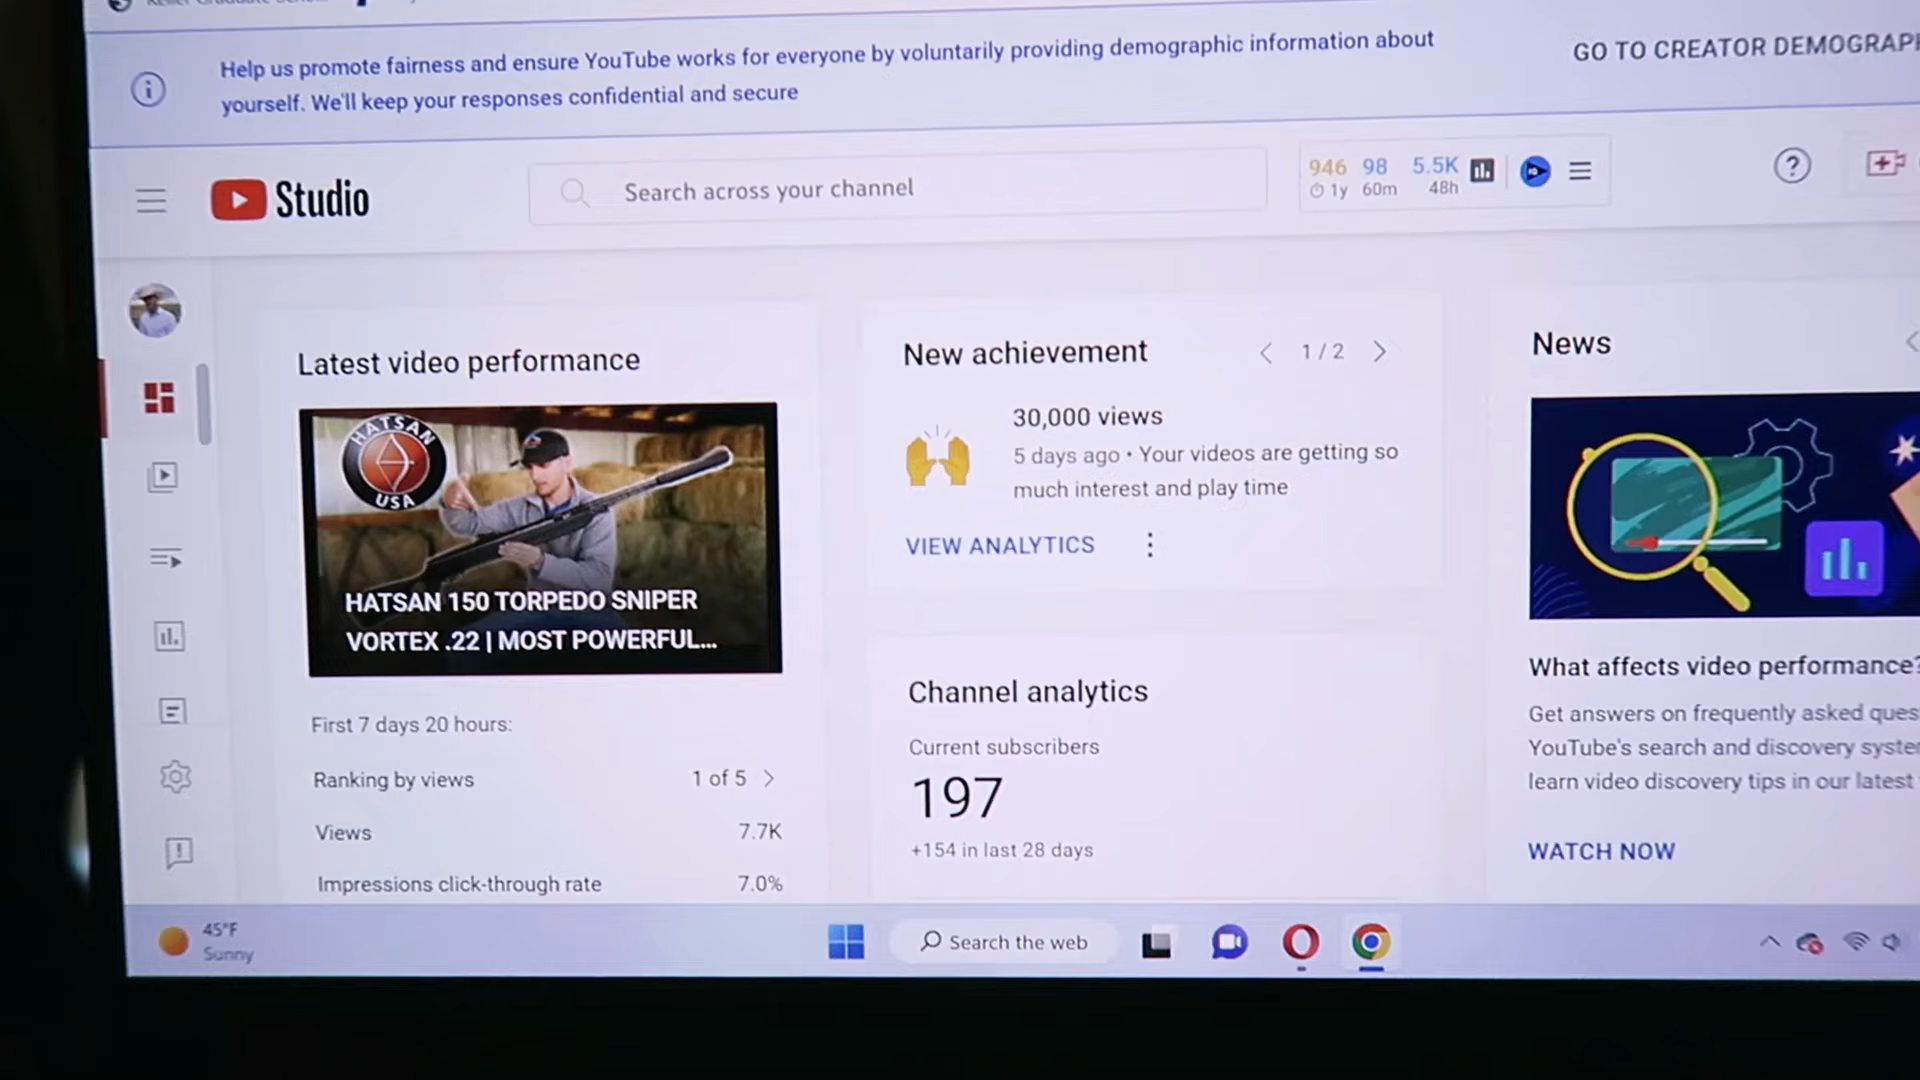 Help us promote fairness and ensure YouTube works for everyone by voluntarily providing demographic information about
yourself. We'll keep your responses confidential and secure
GO TO CREATOR DEMOGRAP
Studio
Search across your channel
946 98 5.5K
1y 60m 48h
Latest video performance
HATSAN
USA
HATSAN 150 TORPEDO SNIPER
VORTEX .22 | MOST POWERFUL...
First 7 days 20 hours:
Ranking by views 1 of 5
Views 7.7K
Impressions click-through rate 7.0%
New achievement 1 / 2
30,000 views
5 days ago • Your videos are getting so
much interest and play time
VIEW ANALYTICS
Channel analytics
Current subscribers
197
+154 in last 28 days
News
What affects video performance?
Get answers on frequently asked ques
YouTube's search and discovery syste
learn video discovery tips in our latest
WATCH NOW
45°F
Sunny
Search the web